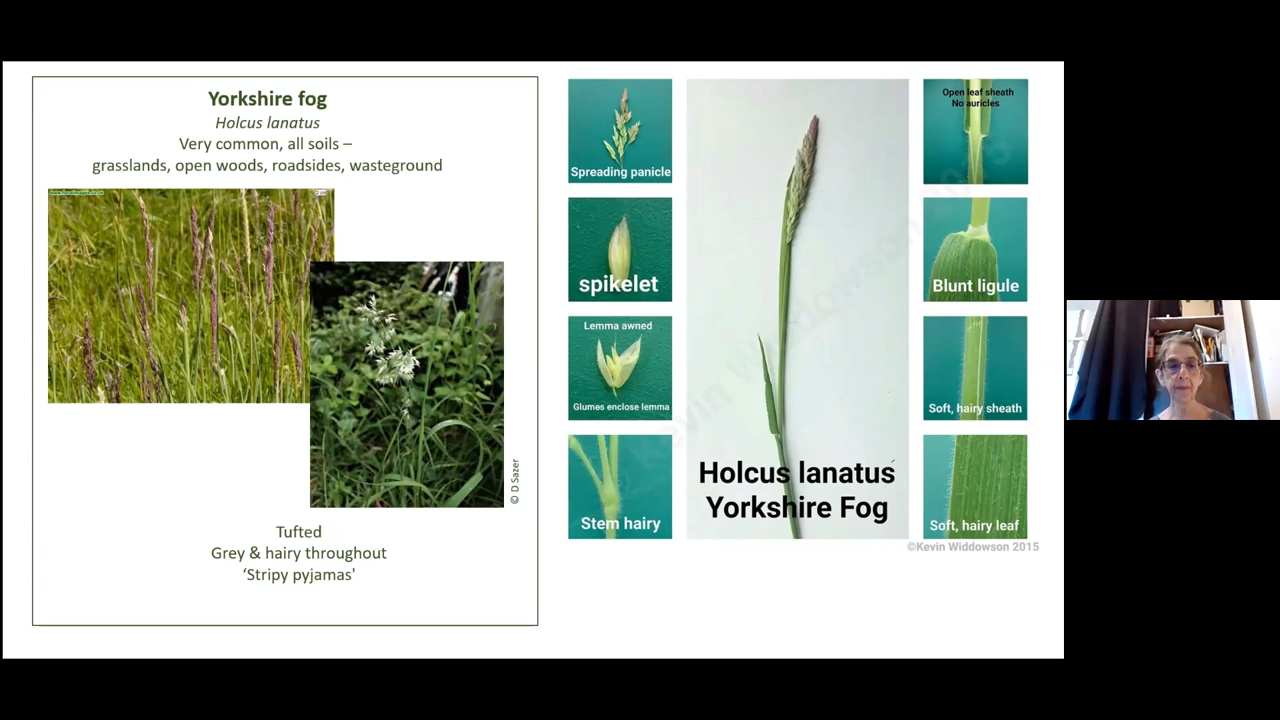 Yorkshire fog
Holcus lanatus
Very common, all soils –
grasslands, open woods, roadsides, wasteground
© D Sazer
Tufted
Grey & hairy throughout
‘Stripy pyjamas'
Spreading panicle
spikelet
Lemma awned
Glumes enclose lemma
Stem hairy
Holcus lanatus
Yorkshire Fog
Open leaf sheath
No auricles
Blunt ligule
Soft, hairy sheath
Soft, hairy leaf
©Kevin Widdowson 2015